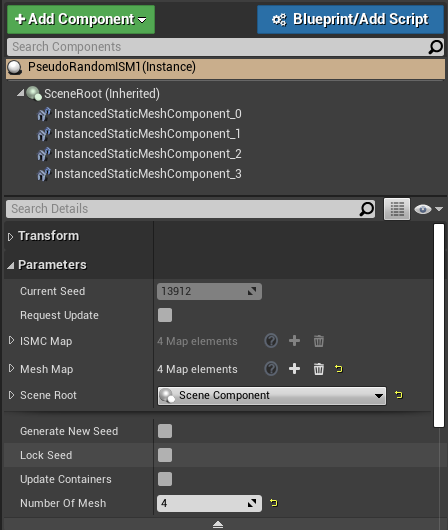 + Add Component
Blueprint/Add Script
Search Components
PseudoRandomISM1(Instance)
SceneRoot (Inherited)
InstancedStaticMeshComponent_0
InstancedStaticMeshComponent_1
InstancedStaticMeshComponent_2
InstancedStaticMeshComponent_3
Search Details
Transform
Parameters
Current Seed 13912
Request Update
ISMC Map 4 Map elements
Mesh Map 4 Map elements
Scene Root Scene Component
Generate New Seed
Lock Seed
Update Containers
Number Of Mesh 4